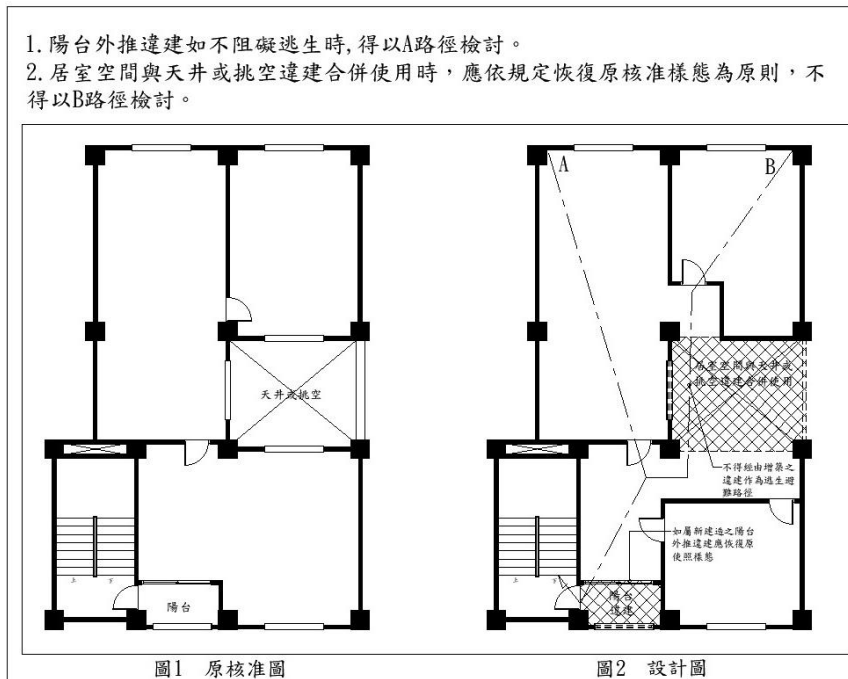 1.陽台外推違建如不阻礙逃生時,得以A路徑檢討。
2.居室空間與天井或挑空違建合併使用時,應依規定恢復原核准樣態為原則,不
得以B路徑檢討。
天井或挑空
上
下
陽台
圖1 原核准圖
A
B
居室空間與天井或
挑空違建合併使用
不得經由增築之
違建作為逃生避
難路徑
如屬新建造之陽台
外推違建應恢復原
使照樣態
上
下
陽台
違建
圖2 設計圖